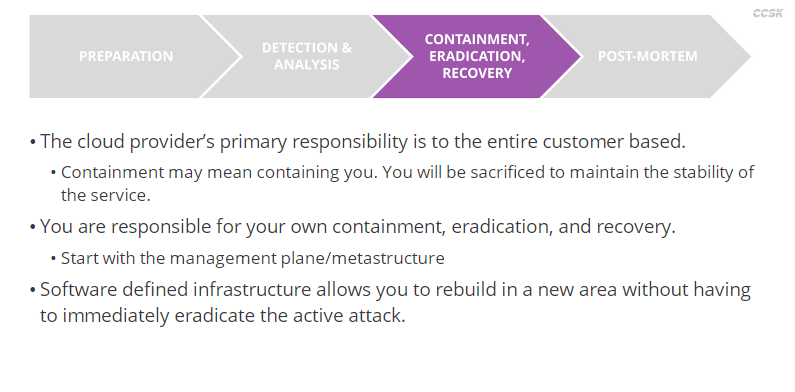 CCSK
PREPARATION
DETECTION &
ANALYSIS
CONTAINMENT,
ERADICATION,
RECOVERY
POST-MORTEM
• The cloud provider's primary responsibility is to the entire customer based.
• Containment may mean containing you. You will be sacrificed to maintain the stability of
the service.
• You are responsible for your own containment, eradication, and recovery.
• Start with the management plane/metastructure
• Software defined infrastructure allows you to rebuild in a new area without having
to immediately eradicate the active attack.